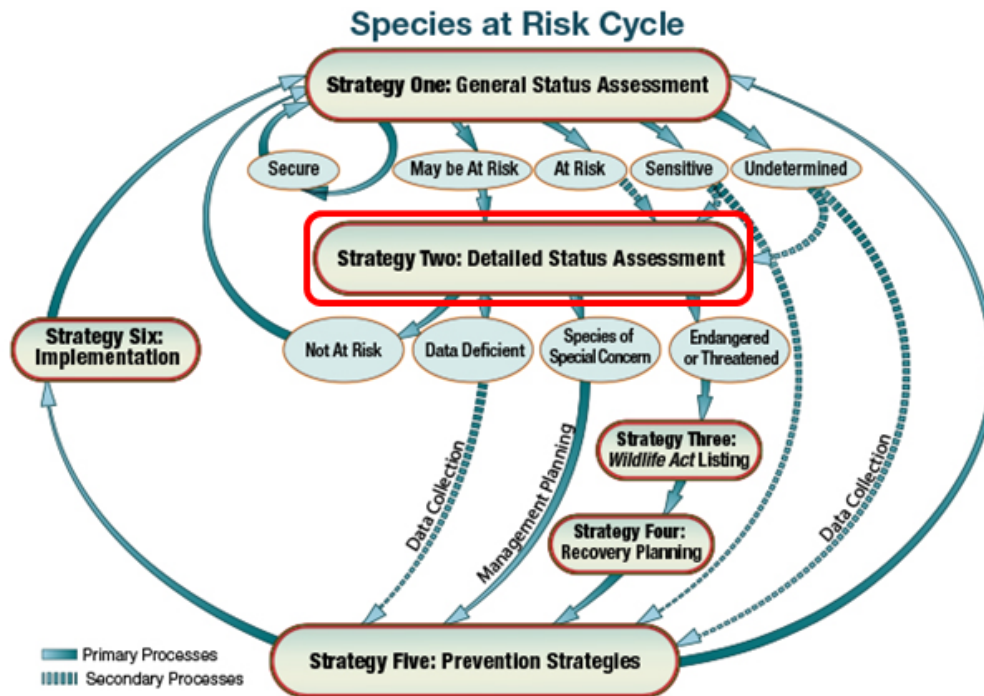 Species at Risk Cycle
Strategy One: General Status Assessment
Secure
May be At Risk
At Risk
Sensitive
Undetermined
Strategy Two: Detailed Status Assessment
Strategy Six:
Implementation
Not At Risk
Data Deficient
Species of
Special Concern
Endangered
or Threatened
Strategy Three:
Wildlife Act Listing
Data Collection
Management Planning
Data Collection
Strategy Four:
Recovery Planning
Strategy Five: Prevention Strategies
Primary Processes
Secondary Processes